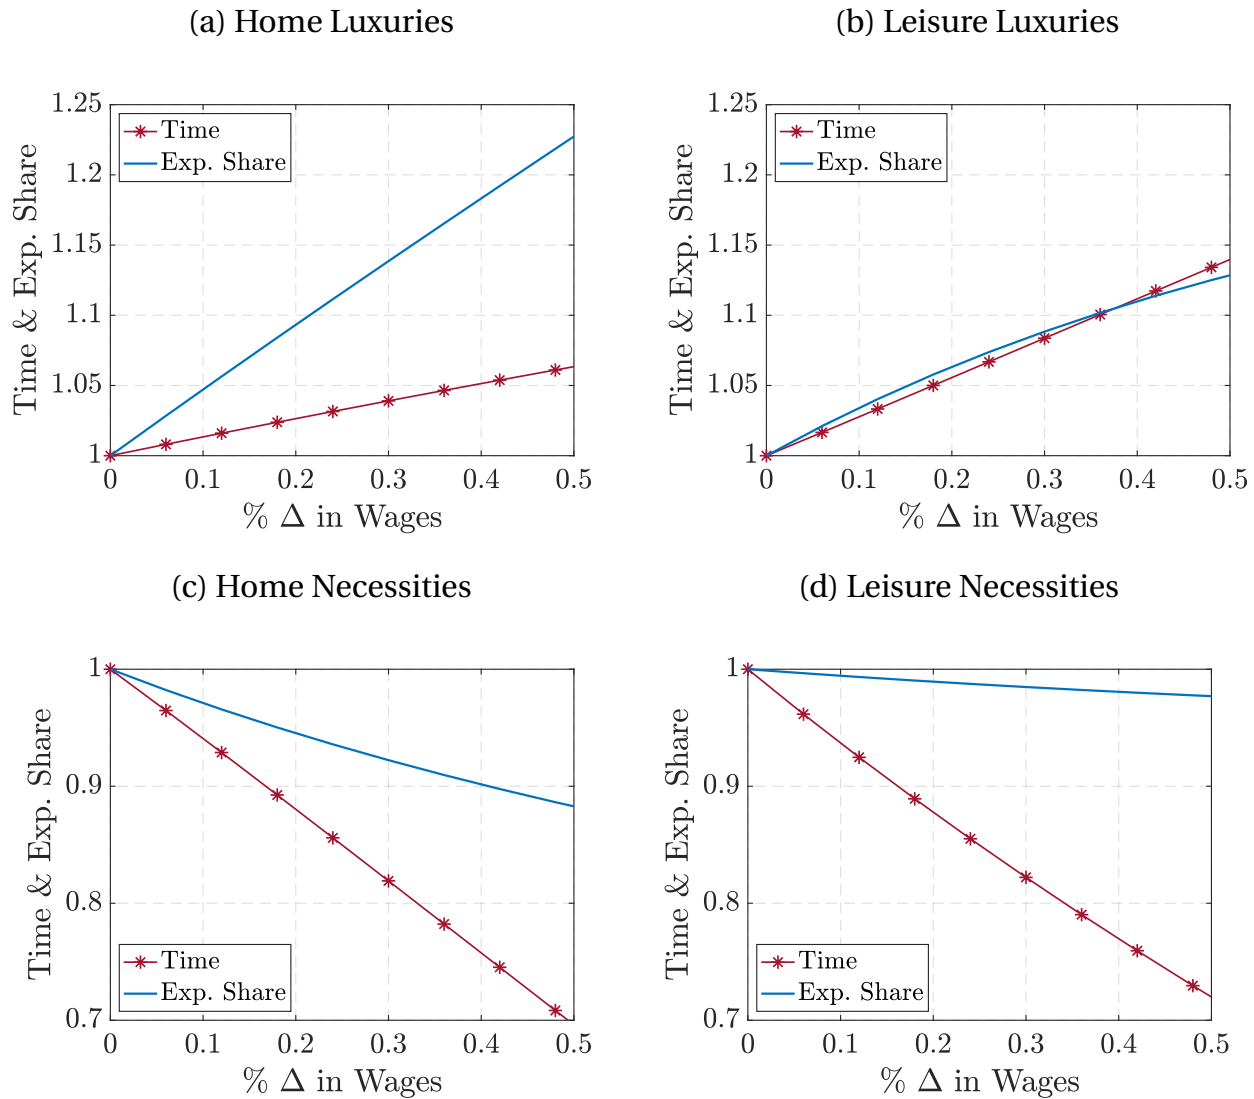 (a) Home Luxuries
Time & Exp. Share
1.25
1.2
1.15
1.1
1.05
1
Time
Exp. Share
0 0.1 0.2 0.3 0.4 0.5
% Δ in Wages
(b) Leisure Luxuries
Time & Exp. Share
1.25
1.2
1.15
1.1
1.05
1
Time
Exp. Share
0 0.1 0.2 0.3 0.4 0.5
% Δ in Wages
(c) Home Necessities
Time & Exp. Share
1
0.9
0.8
0.7
Time
Exp. Share
0 0.1 0.2 0.3 0.4 0.5
% Δ in Wages
(d) Leisure Necessities
Time & Exp. Share
1
0.9
0.8
0.7
Time
Exp. Share
0 0.1 0.2 0.3 0.4 0.5
% Δ in Wages